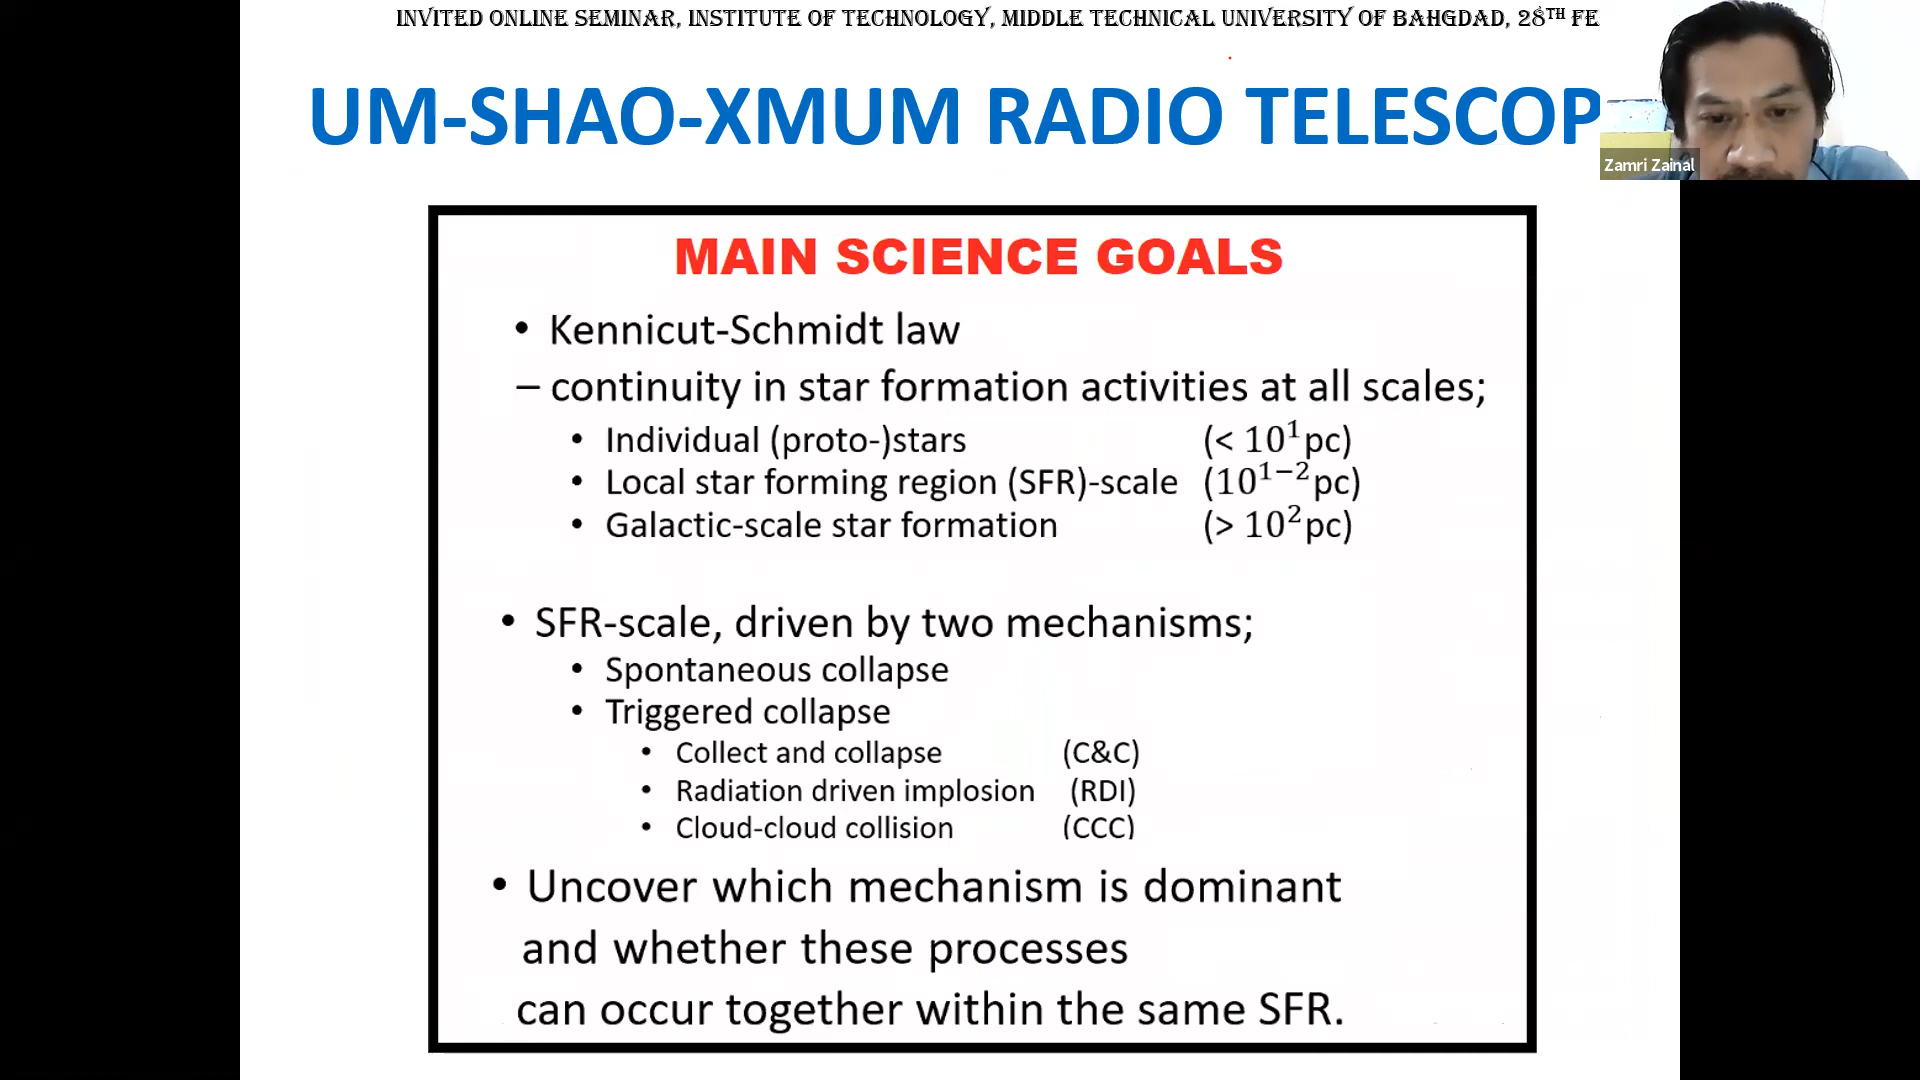 INVITED ONLINE SEMINAR, INSTITUTE OF TECHNOLOGY, MIDDLE TECHNICAL UNIVERSITY OF BAHGDAD, 28TH FE
UM-SHAO-XMUM RADIO TELESCOP
Zamri Zainal
MAIN SCIENCE GOALS
• Kennicut-Schmidt law
– continuity in star formation activities at all scales;
• Individual (proto-)stars (< 10¹pc)
• Local star forming region (SFR)-scale (10¹⁻²pc)
• Galactic-scale star formation (> 10²pc)
• SFR-scale, driven by two mechanisms;
• Spontaneous collapse
• Triggered collapse
• Collect and collapse (C&C)
• Radiation driven implosion (RDI)
• Cloud-cloud collision (CCC)
• Uncover which mechanism is dominant
and whether these processes
can occur together within the same SFR.